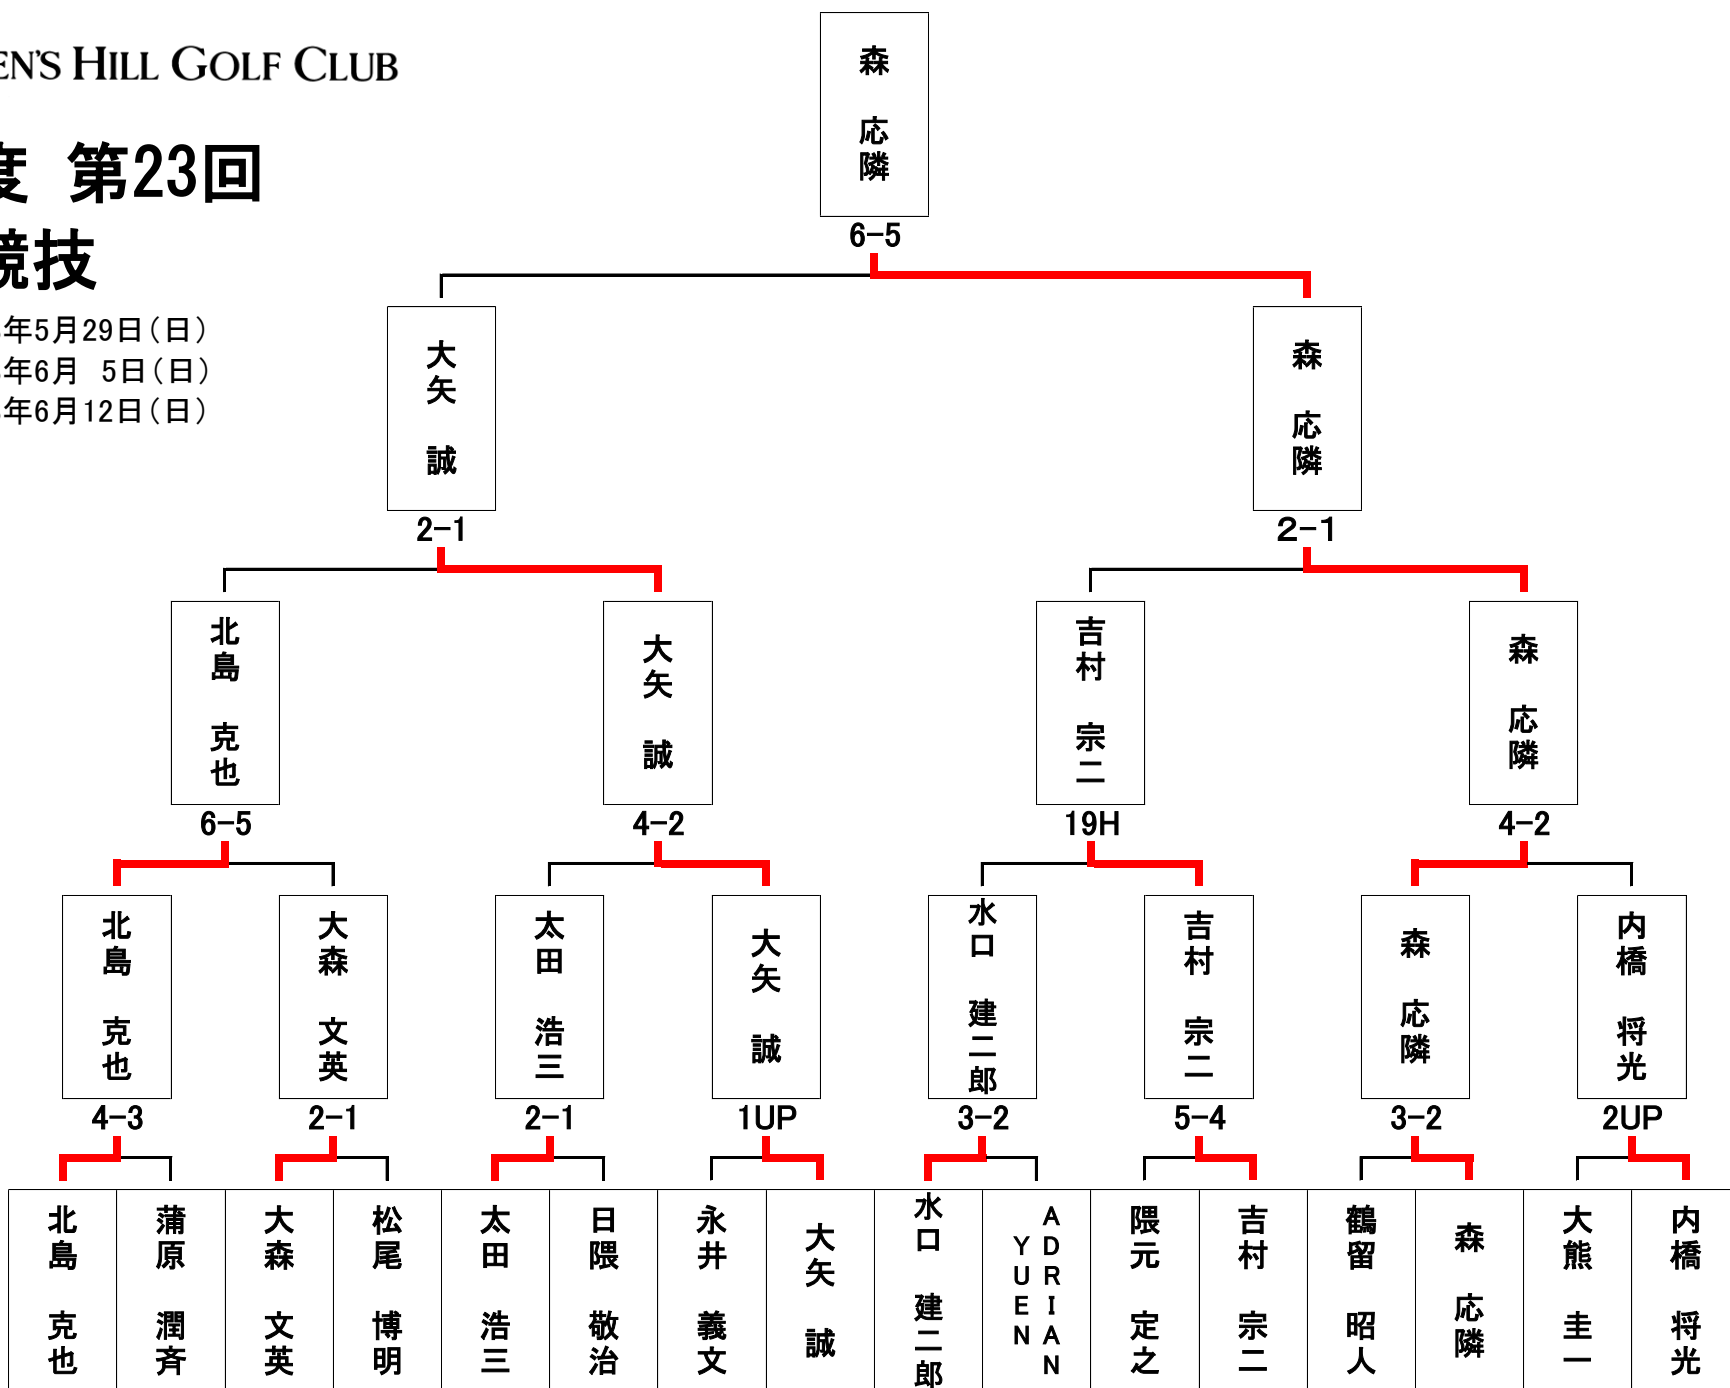 EN'S HILL GOLF CLUB
度 第23回
競技
年5月29日(日)
年6月 5日(日)
年6月12日(日)
森 応隣
6-5
大矢 誠
森 応隣
2-1
2-1
北島 克也
大矢 誠
吉村 宗二
森 応隣
6-5
4-2
19H
4-2
北島 克也
大森 文英
太田 浩三
大矢 誠
水口 建二郎
吉村 宗二
森 応隣
内橋 将光
4-3
2-1
2-1
1UP
3-2
5-4
3-2
2UP
北島 克也
蒲原 潤斉
大森 文英
松尾 博明
太田 浩三
日隈 敬治
永井 義文
大矢 誠
水口 建二郎
ADRIAN
YUEN
隈元 定之
吉村 宗二
鶴留 昭人
森 応隣
大熊 圭一
内橋 将光